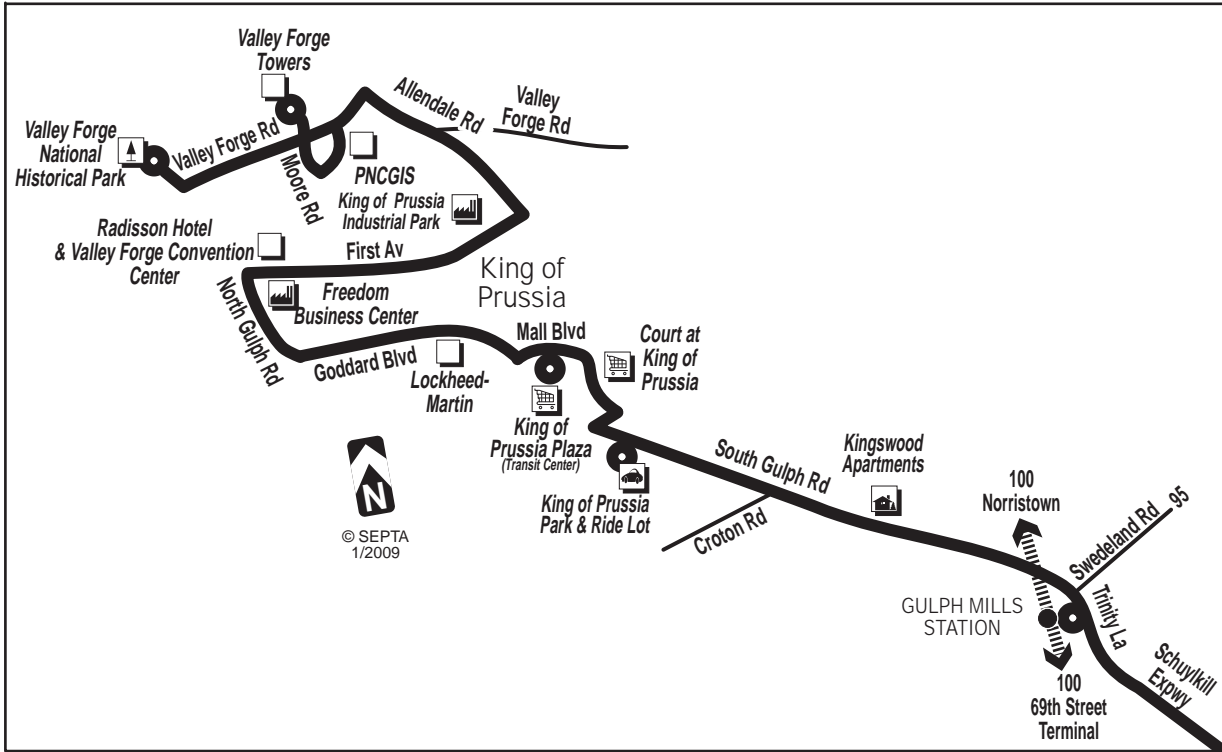 Valley Forge
Towers
Allendale Rd
Valley
Forge Rd
Valley Forge
National
Historical Park
Valley Forge Rd
Moore Rd
PNCGIS
King of Prussia
Industrial Park
Radisson Hotel
& Valley Forge Convention
Center
First Av
King of
Prussia
North Gulph Rd
Freedom
Business Center
Goddard Blvd
Lockheed-
Martin
Mall Blvd
Court at
King of
Prussia
King of
Prussia Plaza
(Transit Center)
King of Prussia
Park & Ride Lot
South Gulph Rd
Croton Rd
Kingswood
Apartments
N
© SEPTA
1/2009
100
Norristown
Swedeland Rd
95
GULPH MILLS
STATION
Trinity La
100
69th Street
Terminal
Schuylkill
Expwy